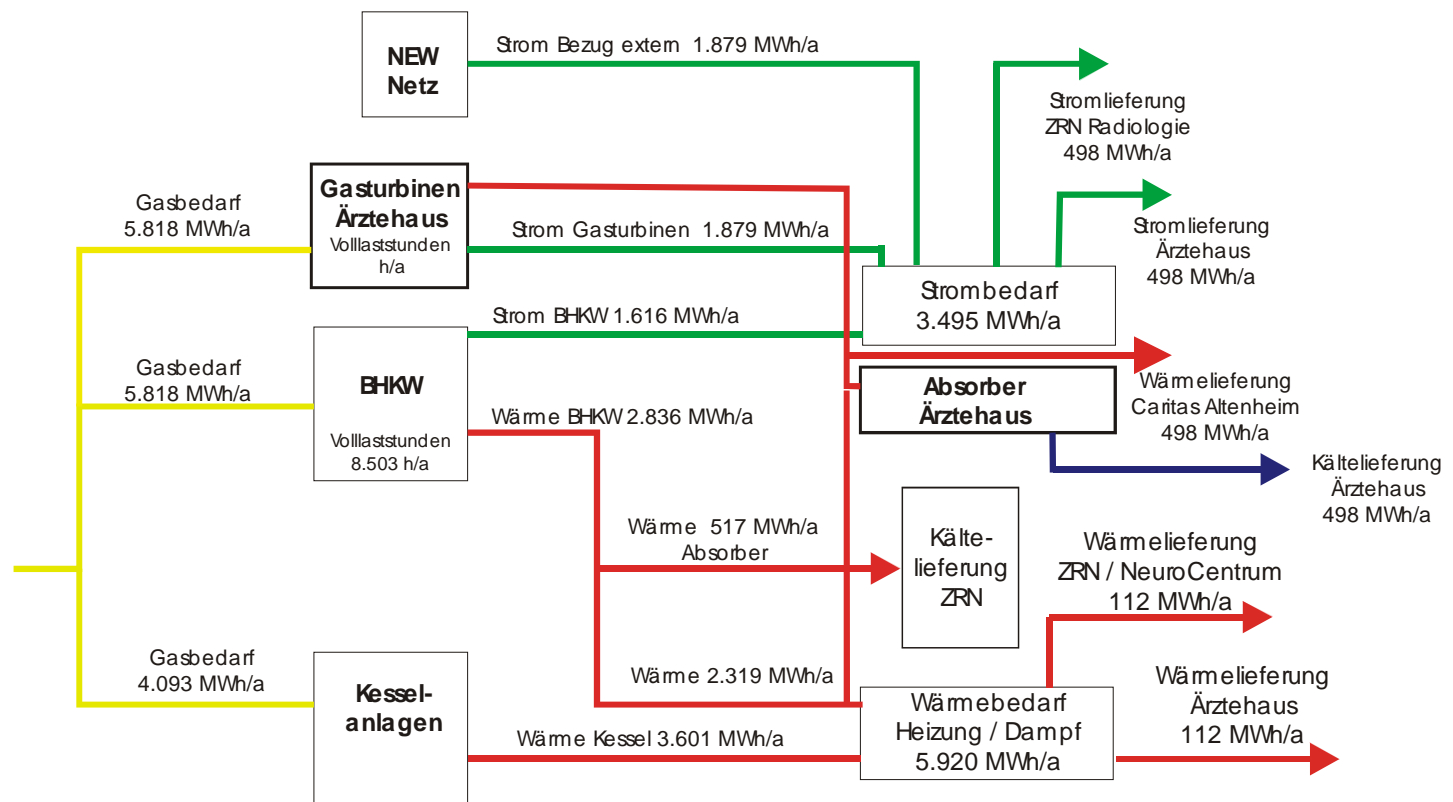 NEW
Netz
Strom Bezug extern 1.879 MWh/a
Stromlieferung
ZRN Radiologie
498 MWh/a
Gasbedarf
5.818 MWh/a
Gasturbinen
Ärztehaus
Volllaststunden
h/a
Strom Gasturbinen 1.879 MWh/a
Stromlieferung
Ärztehaus
498 MWh/a
Strombedarf
3.495 MWh/a
Strom BHKW 1.616 MWh/a
Gasbedarf
5.818 MWh/a
BHKW
Volllaststunden
8.503 h/a
Wärme BHKW 2.836 MWh/a
Absorber
Ärztehaus
Wärmelieferung
Caritas Altenheim
498 MWh/a
Kältelieferung
Ärztehaus
498 MWh/a
Wärme 517 MWh/a
Absorber
Kälte-
lieferung
ZRN
Wärmelieferung
ZRN / NeuroCentrum
112 MWh/a
Gasbedarf
4.093 MWh/a
Kessel-
anlagen
Wärme 2.319 MWh/a
Wärme Kessel 3.601 MWh/a
Wärmebedarf
Heizung / Dampf
5.920 MWh/a
Wärmelieferung
Ärztehaus
112 MWh/a